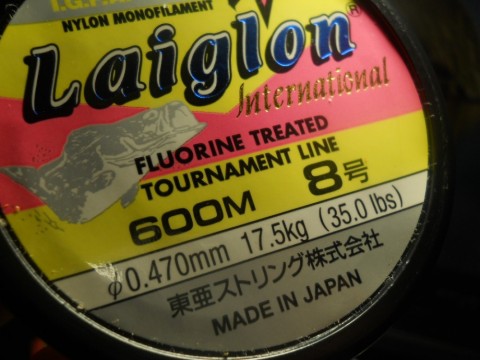 NYLON MONOFILAMENT
Laiglon
International
FLUORINE TREATED
TOURNAMENT LINE
600M 8号
φ0.470mm 17.5kg (35.0 lbs)
東亜ストリング株式会社
MADE IN JAPAN